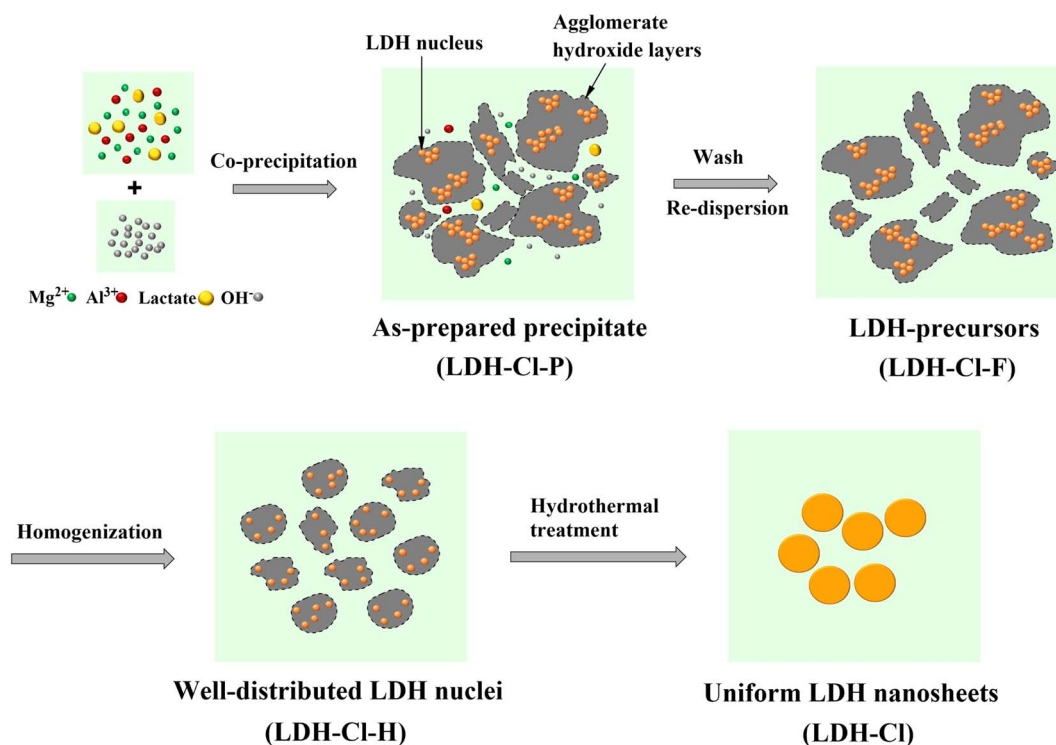 LDH nucleus
Agglomerate
hydroxide layers
Co-precipitation
+
Mg²⁺ Al³⁺ Lactate OH⁻
Wash
Re-dispersion
As-prepared precipitate
(LDH-Cl-P)
LDH-precursors
(LDH-Cl-F)
Homogenization
Hydrothermal
treatment
Well-distributed LDH nuclei
(LDH-Cl-H)
Uniform LDH nanosheets
(LDH-Cl)